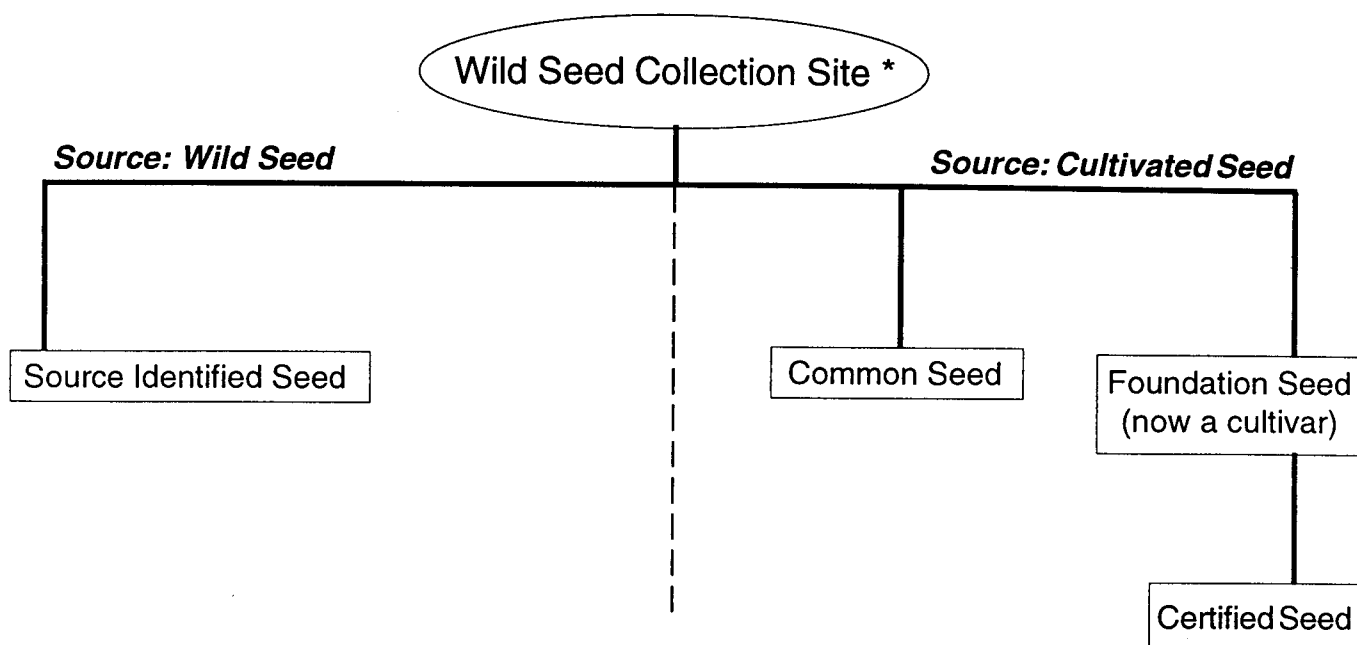 Wild Seed Collection Site *
Source: Wild Seed
Source: Cultivated Seed
Source Identified Seed
Common Seed
Foundation Seed
(now a cultivar)
Certified Seed